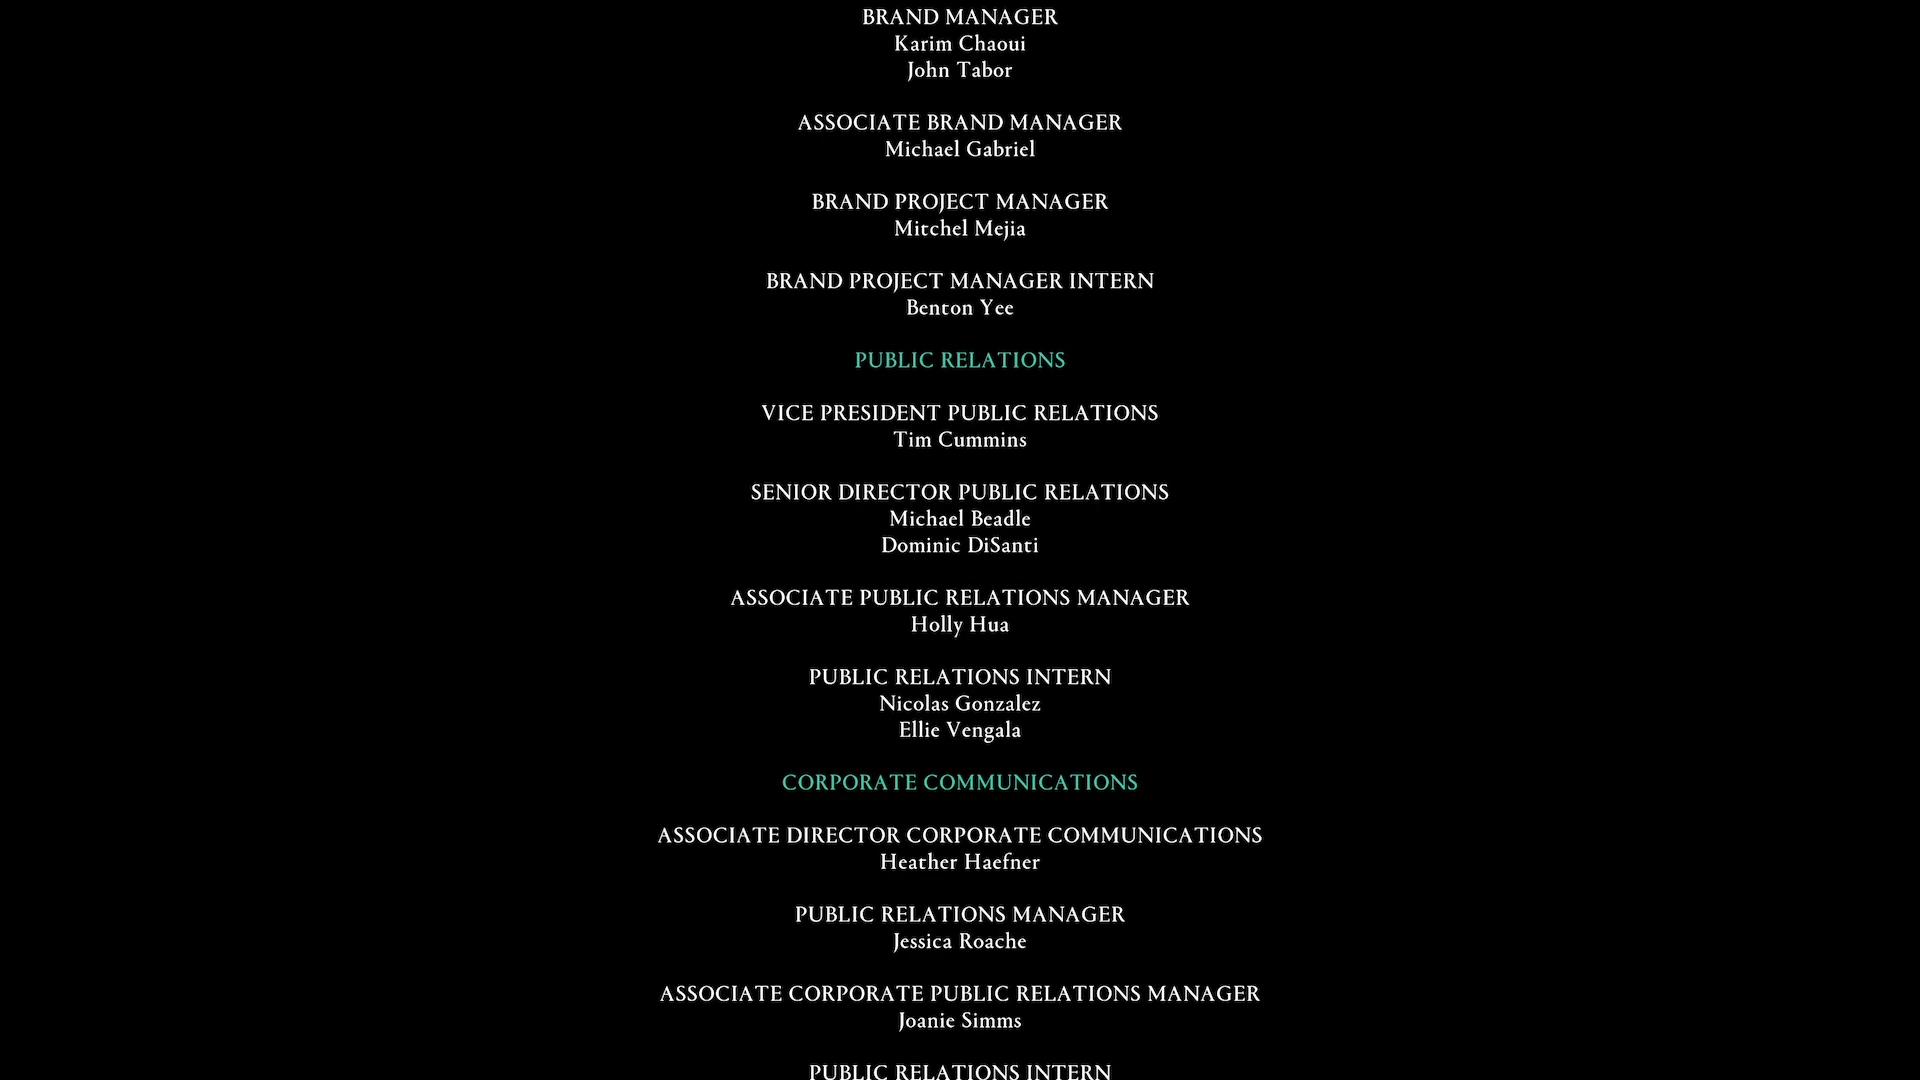 BRAND MANAGER
Karim Chaoui
John Tabor
ASSOCIATE BRAND MANAGER
Michael Gabriel
BRAND PROJECT MANAGER
Mitchel Mejia
BRAND PROJECT MANAGER INTERN
Benton Yee
PUBLIC RELATIONS
VICE PRESIDENT PUBLIC RELATIONS
Tim Cummins
SENIOR DIRECTOR PUBLIC RELATIONS
Michael Beadle
Dominic DiSanti
ASSOCIATE PUBLIC RELATIONS MANAGER
Holly Hua
PUBLIC RELATIONS INTERN
Nicolas Gonzalez
Ellie Vengala
CORPORATE COMMUNICATIONS
ASSOCIATE DIRECTOR CORPORATE COMMUNICATIONS
Heather Haefner
PUBLIC RELATIONS MANAGER
Jessica Roache
ASSOCIATE CORPORATE PUBLIC RELATIONS MANAGER
Joanie Simms
PUBLIC RELATIONS INTERN